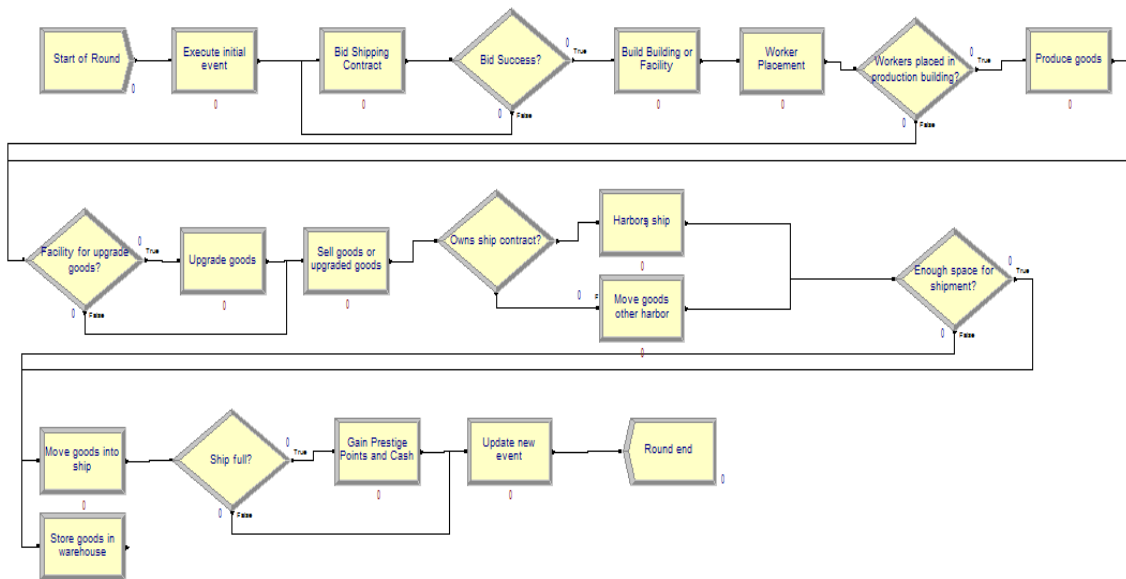 Start of Round
0
Execute initial
event
0
Bid Shipping
Contract
0
Bid Success?
0
True
0
False
Build Building or
Facility
0
Worker
Placement
0
Workers placed in
production building?
0
True
0
False
Produce goods
0
Facility for upgrade
goods?
0
True
0
False
Upgrade goods
0
Sell goods or
upgraded goods
0
Owns ship contract?
0
F
Harbors ship
0
Move goods
other harbor
0
Enough space for
shipment?
0
True
0
False
Move goods into
ship
0
Store goods in
warehouse
Ship full?
0
True
0
False
Gain Prestige
Points and Cash
0
Update new
event
0
Round end
0